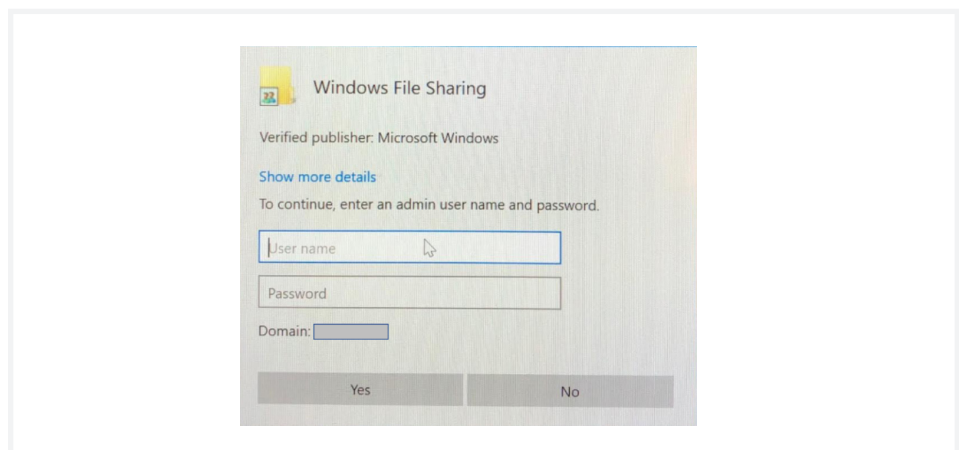 Windows File Sharing
Verified publisher: Microsoft Windows
Show more details
To continue, enter an admin user name and password.
User name
Password
Domain:
Yes No